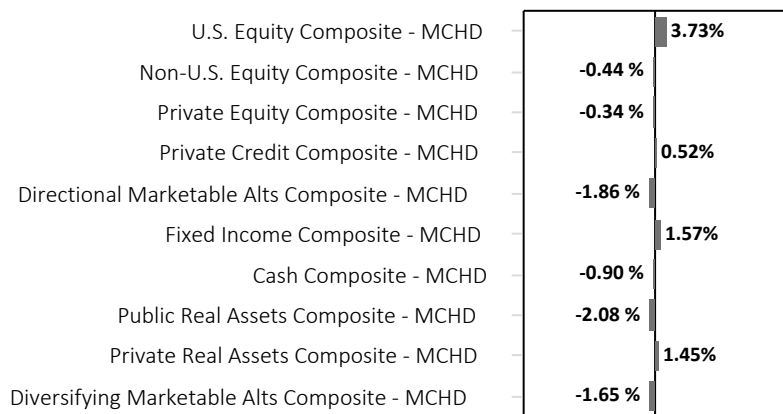 U.S. Equity Composite - MCHD 3.73%
Non-U.S. Equity Composite - MCHD -0.44 %
Private Equity Composite - MCHD -0.34 %
Private Credit Composite - MCHD 0.52%
Directional Marketable Alts Composite - MCHD -1.86 %
Fixed Income Composite - MCHD 1.57%
Cash Composite - MCHD -0.90 %
Public Real Assets Composite - MCHD -2.08 %
Private Real Assets Composite - MCHD 1.45%
Diversifying Marketable Alts Composite - MCHD -1.65 %